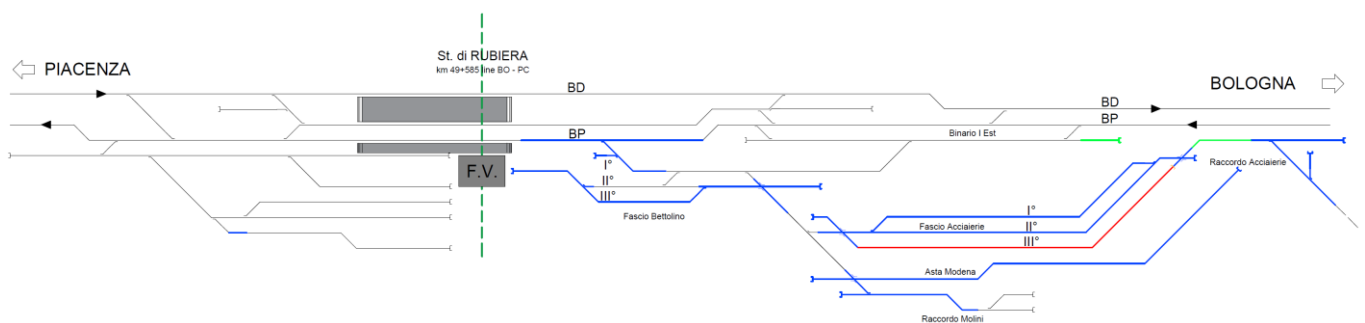 St. di RUBIERA
km 49+585 line BO - PC
PIACENZA
BOLOGNA
BD
BD
BP
BP
Binario I Est
F.V.
I°
II°
III°
Fascio Bettolino
Raccordo Acciaierie
I°
Fascio Acciaierie
II°
III°
Asta Modena
Raccordo Molini